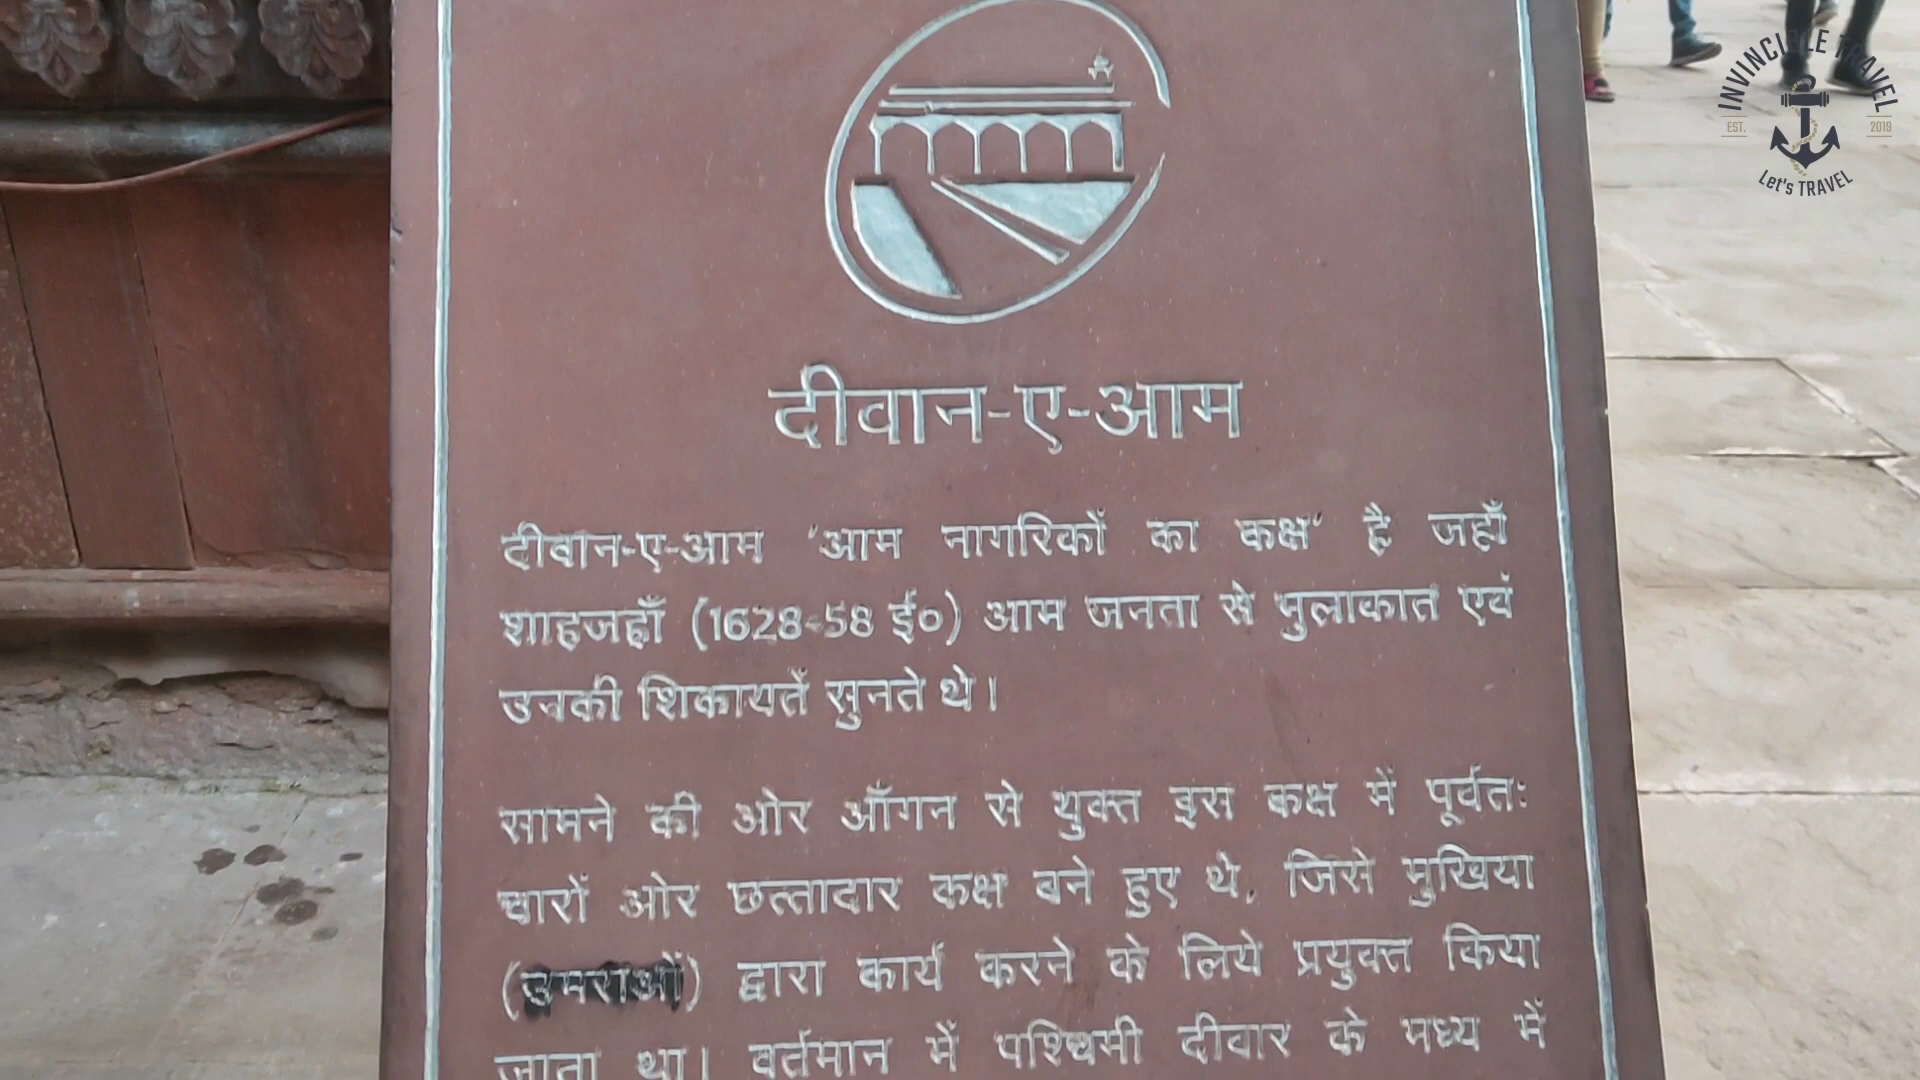 INVINCIBLE TRAVEL
EST. 2019
Let's TRAVEL
दीवान-ए-आम
दीवान-ए-आम 'आम नागरिकों का कक्ष' है जहाँ
शाहजहाँ (1628-58 ई०) आम जनता से मुलाकात एवं
उनकी शिकायतें सुनते थे।
सामने की ओर आँगन से युक्त इस कक्ष में पूर्वतः
चारों ओर छत्तादार कक्ष बने हुए थे, जिसे मुखिया
(उमराओं) द्वारा कार्य करने के लिये प्रयुक्त किया
जाता था। वर्तमान में पश्चिमी दीवार के मध्य में